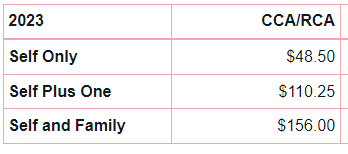 2023 CCA/RCA
Self Only $48.50
Self Plus One $110.25
Self and Family $156.00